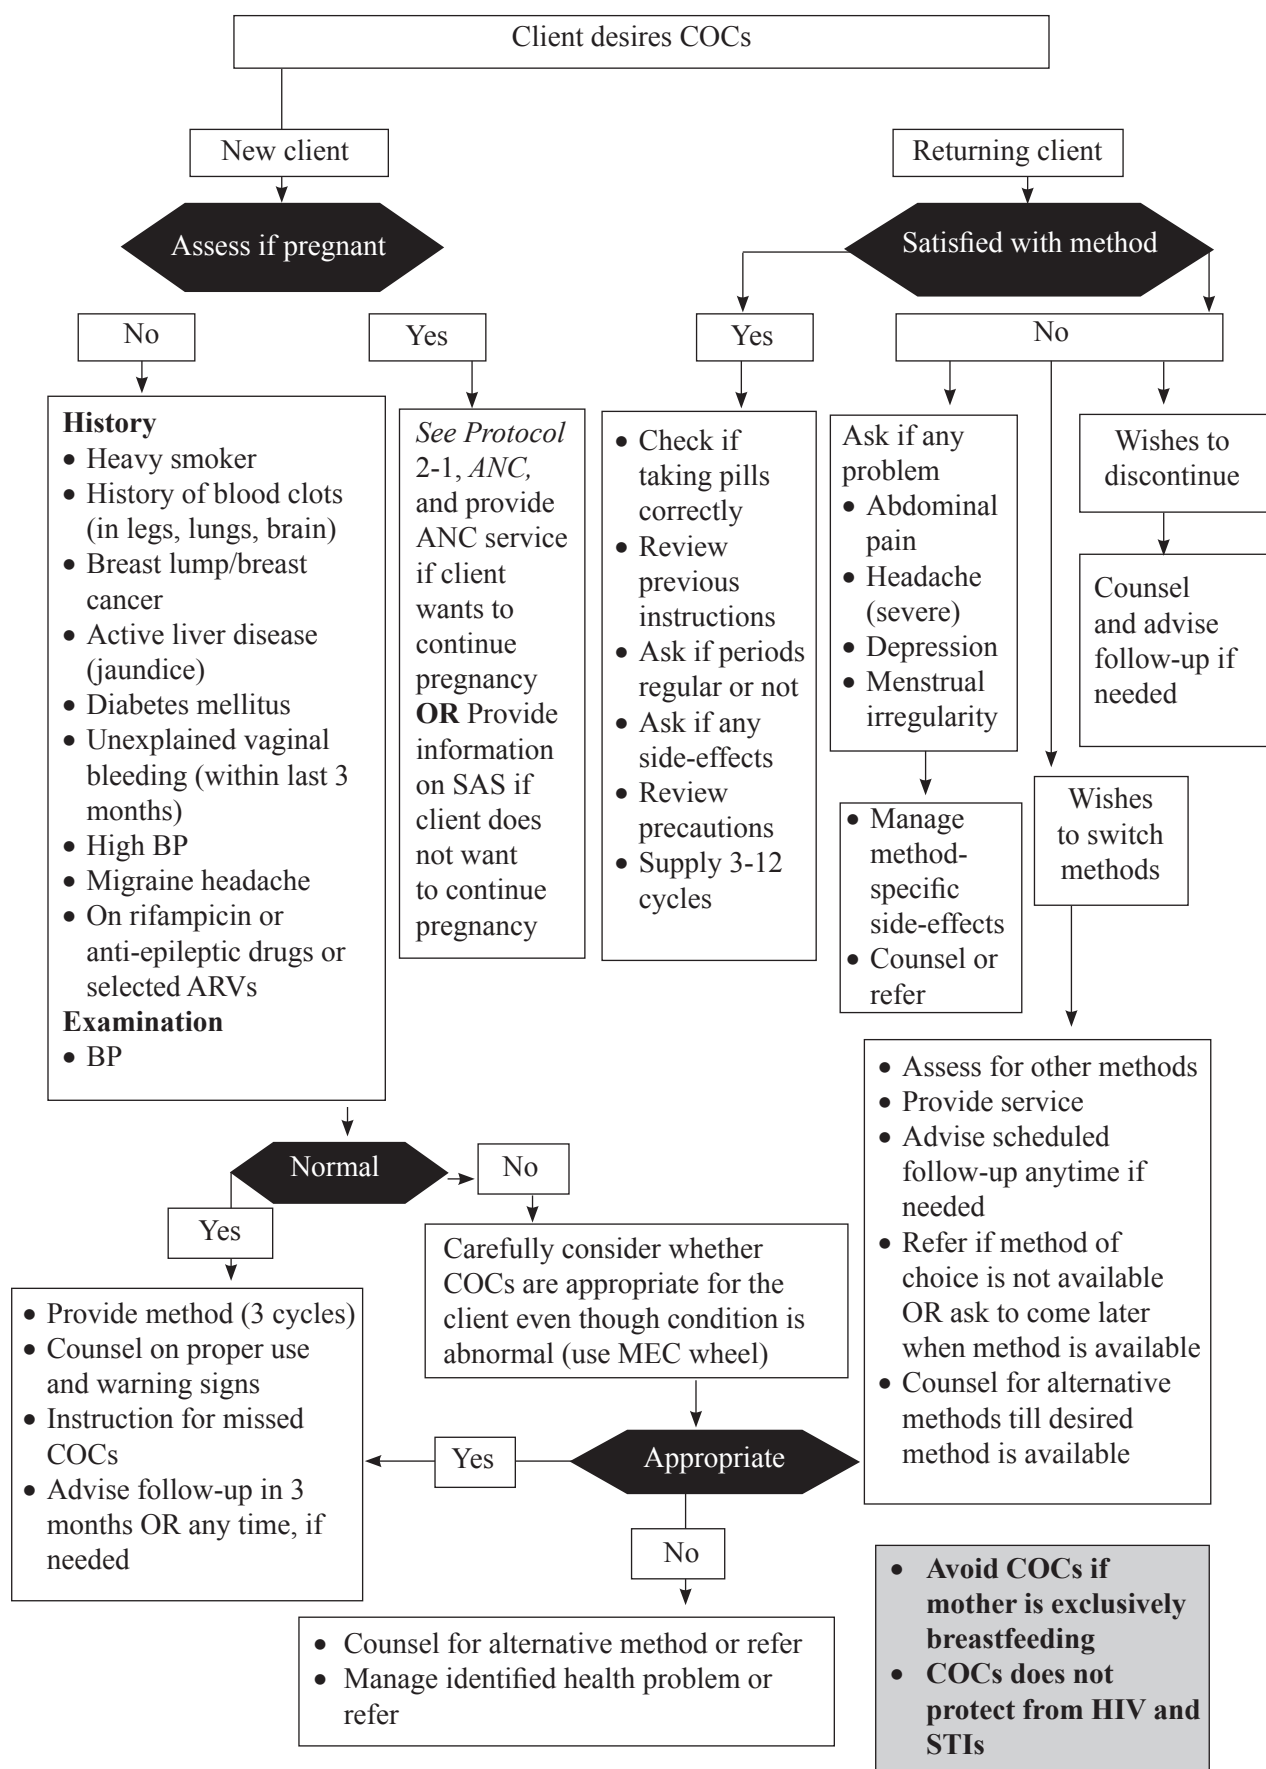 Client desires COCs
New client
Returning client
Assess if pregnant
Satisfied with method
No
Yes
Yes
No
History
• Heavy smoker
• History of blood clots
(in legs, lungs, brain)
• Breast lump/breast
cancer
• Active liver disease
(jaundice)
• Diabetes mellitus
• Unexplained vaginal
bleeding (within last 3
months)
• High BP
• Migraine headache
• On rifampicin or
anti-epileptic drugs or
selected ARVs
Examination
• BP
See Protocol
2-1, ANC,
and provide
ANC service
if client
wants to
continue
pregnancy
OR Provide
information
on SAS if
client does
not want
to continue
pregnancy
• Check if
taking pills
correctly
• Review
previous
instructions
• Ask if periods
regular or not
• Ask if any
side-effects
• Review
precautions
• Supply 3-12
cycles
Ask if any
problem
• Abdominal
pain
• Headache
(severe)
• Depression
• Menstrual
irregularity
• Manage
method-
specific
side-effects
• Counsel or
refer
Wishes to
discontinue
Counsel
and advise
follow-up if
needed
Wishes
to switch
methods
• Assess for other methods
• Provide service
• Advise scheduled
follow-up anytime if
needed
• Refer if method of
choice is not available
OR ask to come later
when method is available
• Counsel for alternative
methods till desired
method is available
Normal
No
Yes
Carefully consider whether
COCs are appropriate for the
client even though condition is
abnormal (use MEC wheel)
• Provide method (3 cycles)
• Counsel on proper use
and warning signs
• Instruction for missed
COCs
• Advise follow-up in 3
months OR any time, if
needed
Yes
Appropriate
No
• Counsel for alternative method or refer
• Manage identified health problem or
refer
• Avoid COCs if
mother is exclusively
breastfeeding
• COCs does not
protect from HIV and
STIs